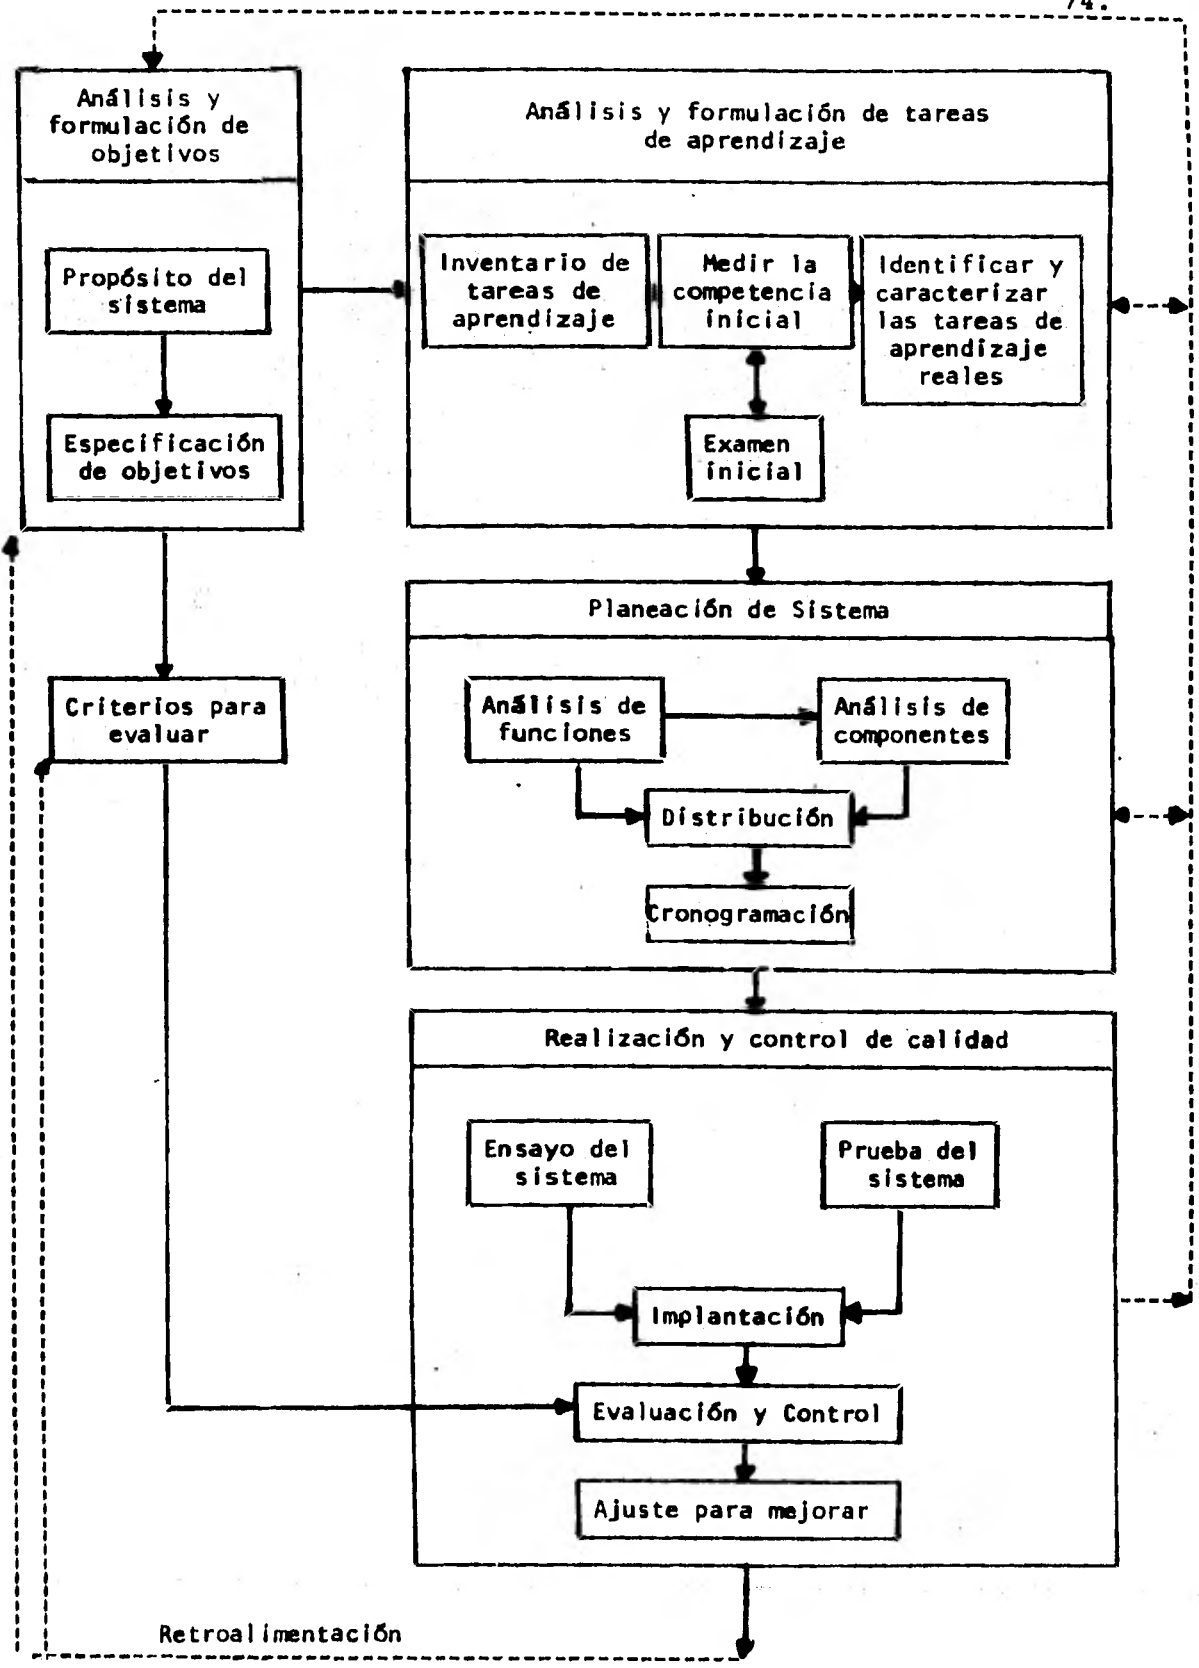 74.
Análisis y
formulación de
objetivos
Propósito del
sistema
Especificación
de objetivos
Análisis y formulación de tareas
de aprendizaje
Inventario de
tareas de
aprendizaje
Medir la
competencia
inicial
Identificar y
caracterizar
las tareas de
aprendizaje
reales
Examen
inicial
Criterios para
evaluar
Planeación de Sistema
Análisis de
funciones
Análisis de
componentes
Distribución
Cronogramación
Realización y control de calidad
Ensayo del
sistema
Prueba del
sistema
Implantación
Evaluación y Control
Ajuste para mejorar
Retroalimentación